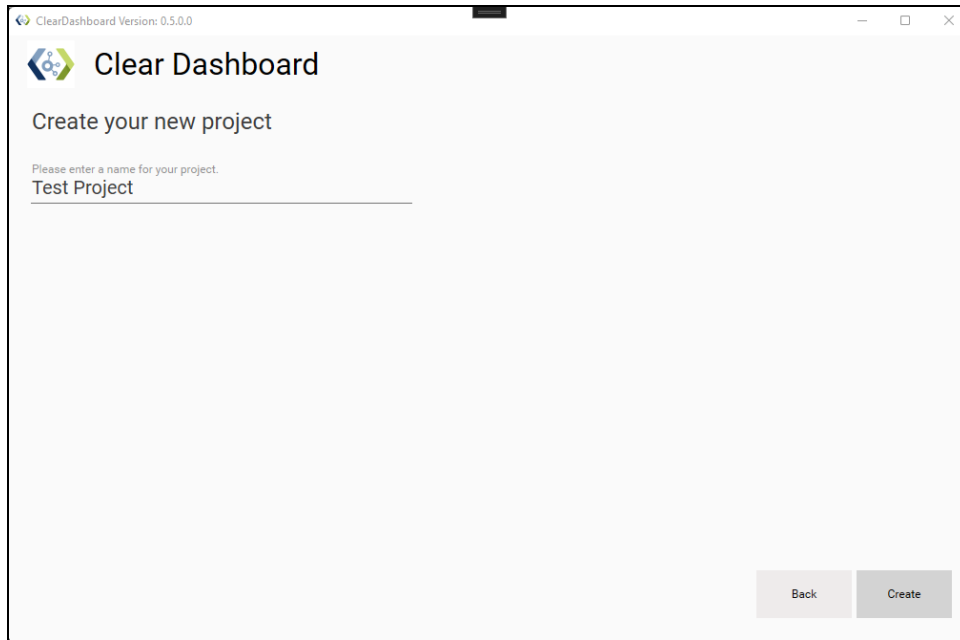 ClearDashboard Version: 0.5.0.0
Clear Dashboard
Create your new project
Please enter a name for your project.
Test Project
Back
Create